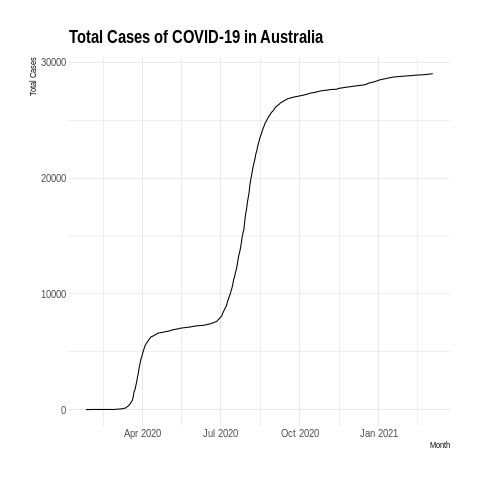 Total Cases of COVID-19 in Australia
Total Cases
30000
20000
10000
0
Apr 2020 Jul 2020 Oct 2020 Jan 2021
Month